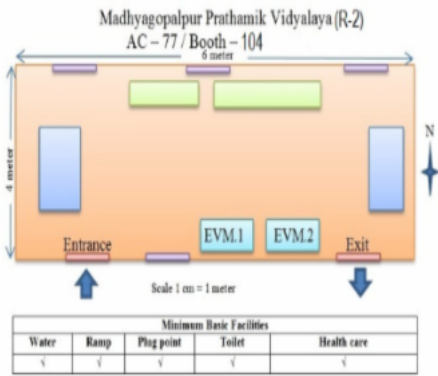 Madhyagopalpur Prathamik Vidyalaya (R-2)
AC – 77 / Booth – 104
6 meter
4 meter
N
EVM.1 EVM.2
Entrance Exit
Scale 1 cm = 1 meter
Minimum Basic Facilities
Water Ramp Plug point Toilet Health care
√ √ √ √ √